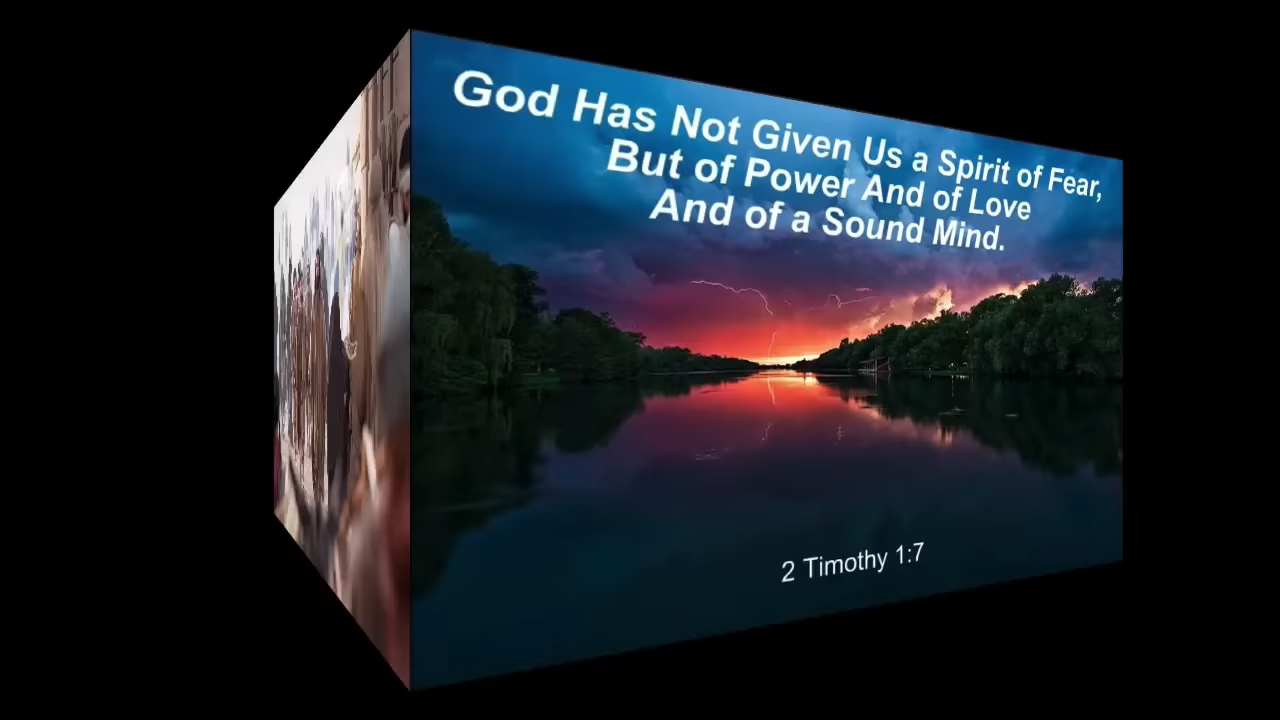 God Has Not Given Us a Spirit of Fear,
But of Power And of Love
And of a Sound Mind.
2 Timothy 1:7